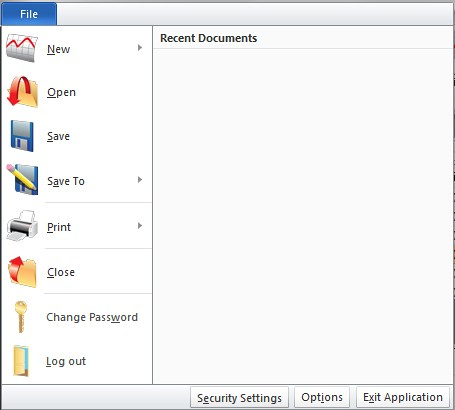 File
New
Recent Documents
Open
Save
Save To
Print
Close
Change Password
Log out
Security Settings
Options
Exit Application